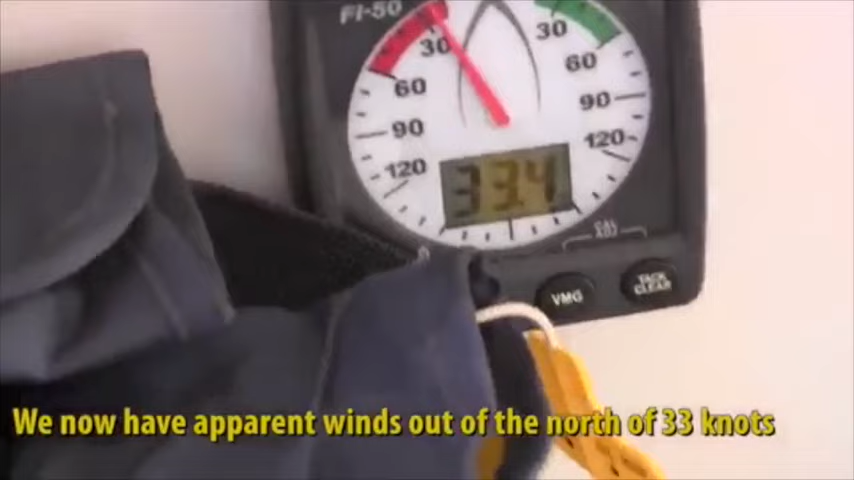 FI-50
30 30
60 60
90 90
120 120
33.4
CAL
VMG
TACK
CLEAR
We now have apparent winds out of the north of 33 knots